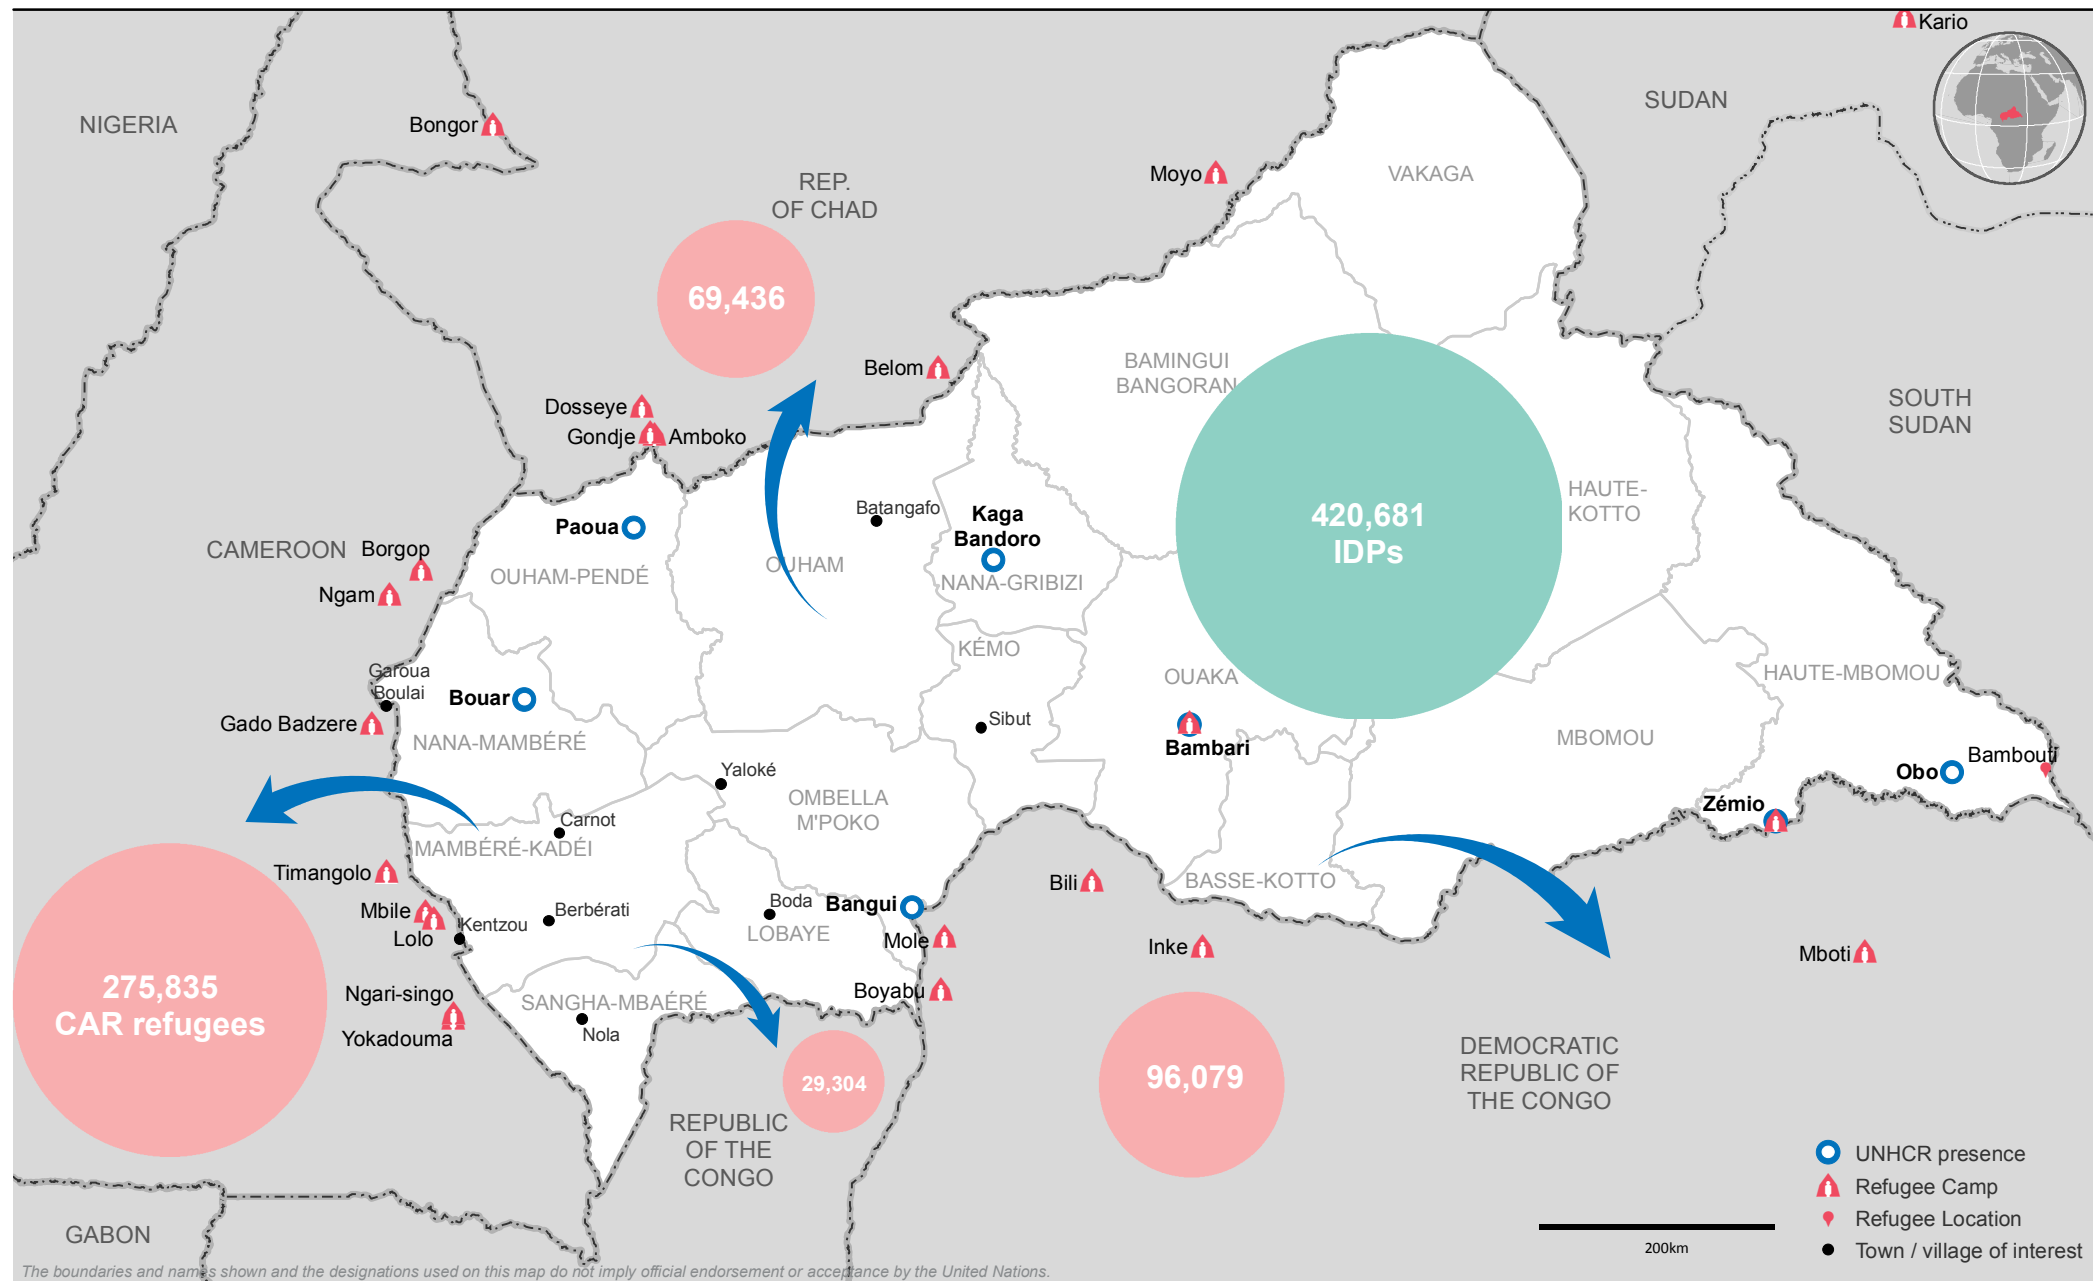 Kario
SUDAN
NIGERIA
Bongor
REP.
OF CHAD
Moyo
VAKAGA
69,436
Belom
BAMINGUI
BANGORAN
SOUTH
SUDAN
Dosseye
Gondje
Amboko
HAUTE-
KOTTO
Batangafo
Kaga
Bandoro
420,681
IDPs
Paoua
CAMEROON
Borgop
OUHAM
OUHAM-PENDÉ
NANA-GRIBIZI
Ngam
KÉMO
Garoua
Boulai
Bouar
OUAKA
HAUTE-MBOMOU
Gado Badzere
Sibut
NANA-MAMBÉRÉ
Bambari
MBOMOU
Bambouti
Yaloké
Obo
OMBELLA
M'POKO
Zémio
Carnot
MAMBÉRÉ-KADÉI
Timangolo
Bili
BASSE-KOTTO
Mbile
Lolo
Kentzou
Berbérati
Boda
Bangui
LOBAYE
Mole
Inke
Mboti
275,835
CAR refugees
Ngari-singo
Yokadouma
SANGHA-MBAÉRÉ
Nola
Boyabu
29,304
96,079
DEMOCRATIC
REPUBLIC OF
THE CONGO
REPUBLIC
OF THE
CONGO
UNHCR presence
Refugee Camp
Refugee Location
Town / village of interest
GABON
200km
The boundaries and names shown and the designations used on this map do not imply official endorsement or acceptance by the United Nations.